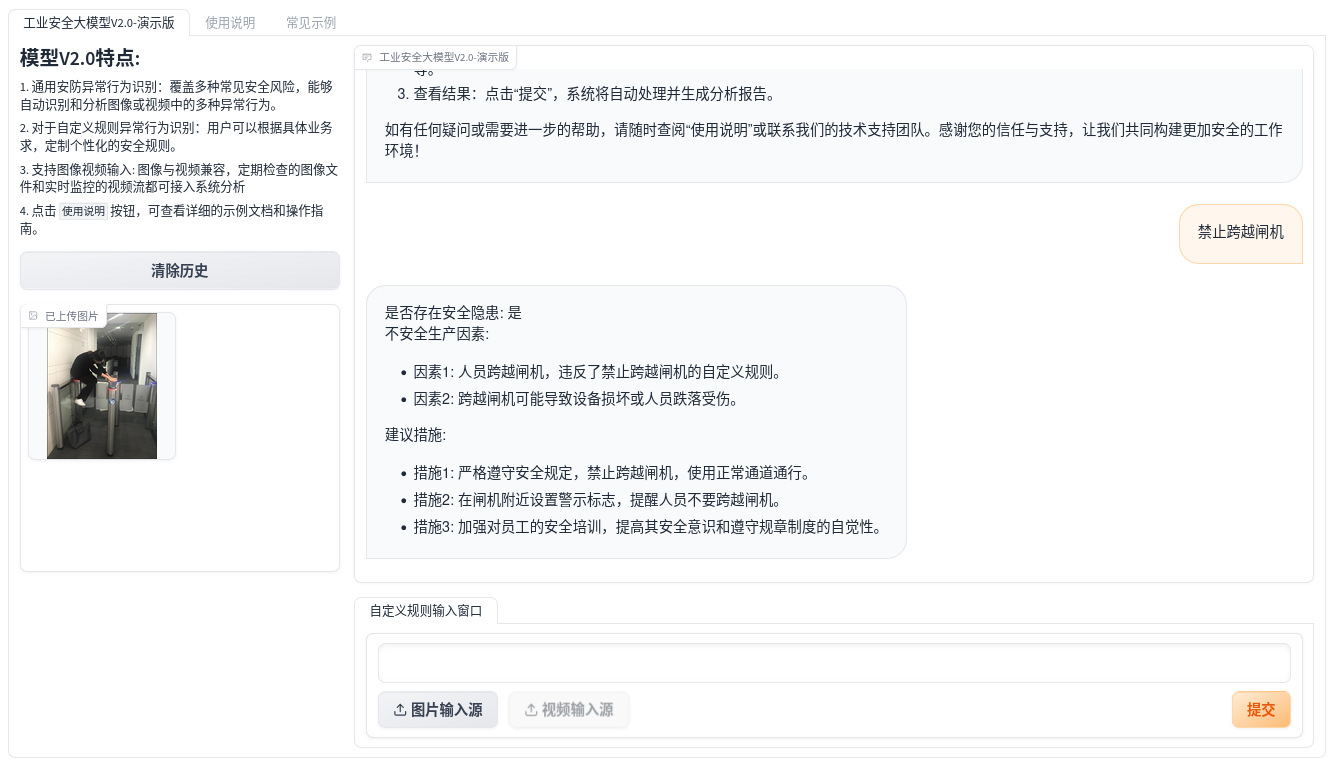 工业安全大模型V2.0-演示版
使用说明
常见示例
模型V2.0特点:
1. 通用安防异常行为识别：覆盖多种常见安全风险，能够
自动识别和分析图像或视频中的多种异常行为。
2. 对于自定义规则异常行为识别：用户可以根据具体业务
求，定制个性化的安全规则。
3. 支持图像视频输入: 图像与视频兼容，定期检查的图像文
件和实时监控的视频流都可接入系统分析
4. 点击 使用说明 按钮，可查看详细的示例文档和操作指
南。
清除历史
已上传图片
工业安全大模型V2.0-演示版
等。
3. 查看结果：点击“提交”，系统将自动处理并生成分析报告。
如有任何疑问或需要进一步的帮助，请随时查阅“使用说明”或联系我们的技术支持团队。感谢您的信任与支持，让我们共同构建更加安全的工作
环境！
禁止跨越闸机
是否存在安全隐患: 是
不安全生产因素:
• 因素1: 人员跨越闸机，违反了禁止跨越闸机的自定义规则。
• 因素2: 跨越闸机可能导致设备损坏或人员跌落受伤。
建议措施:
• 措施1: 严格遵守安全规定，禁止跨越闸机，使用正常通道通行。
• 措施2: 在闸机附近设置警示标志，提醒人员不要跨越闸机。
• 措施3: 加强对员工的安全培训，提高其安全意识和遵守规章制度的自觉性。
自定义规则输入窗口
图片输入源
视频输入源
提交